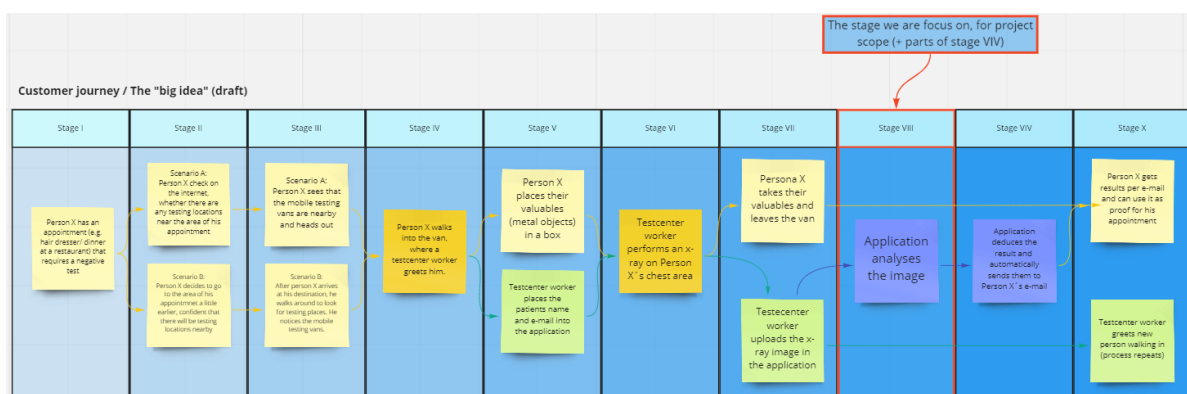 The stage we are focus on, for project
scope (+ parts of stage VIV)
Customer journey / The "big idea" (draft)
Stage I
Stage II
Stage III
Stage IV
Stage V
Stage VI
Stage VII
Stage VIII
Stage VIV
Stage X
Person X has an
appointment (e.g.
hair dresser/ dinner
at a restaurant) that
requires a negative
test
Scenario A:
Person X check on
the internet,
whether there are
any testing locations
near the area of his
appointment
Scenario B:
Person X decides to go
to the area of his
appointmnet a little
earlier, confident that
there will be testing
locations nearby
Scenario A:
Person X sees that
the mobile testing
vans are nearby
and heads out
Scenario B:
After person X arrives
at his destination, he
walks around to look
for testing places. He
notices the mobile
testing vans.
Person X walks
into the van,
where a
testcenter worker
greets him.
Person X
places their
valuables
(metal objects)
in a box
Testcenter worker
places the
patients name
and e-mail into
the application
Testcenter
worker
performs an x-
ray on Person
X´s chest area
Persona X
takes their
valuables and
leaves the van
Testecenter
worker
uploads the x-
ray image in
the application
Application
analyses
the image
Application
deduces the
result and
automatically
sends them to
Person X´s e-mail
Person X gets
results per e-mail
and can use it as
proof for his
appointment
Testcenter worker
greets new
person walking in
(process repeats)